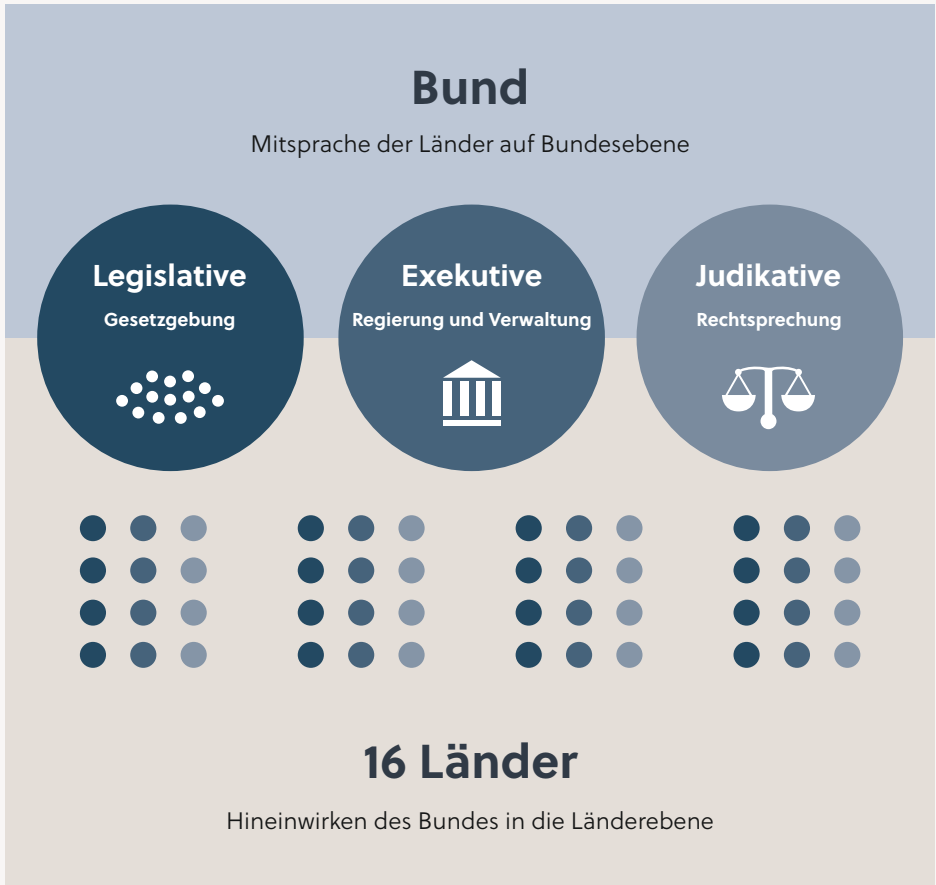 Bund
Mitsprache der Länder auf Bundesebene
Legislative
Gesetzgebung
Exekutive
Regierung und Verwaltung
Judikative
Rechtsprechung
16 Länder
Hineinwirken des Bundes in die Länderebene